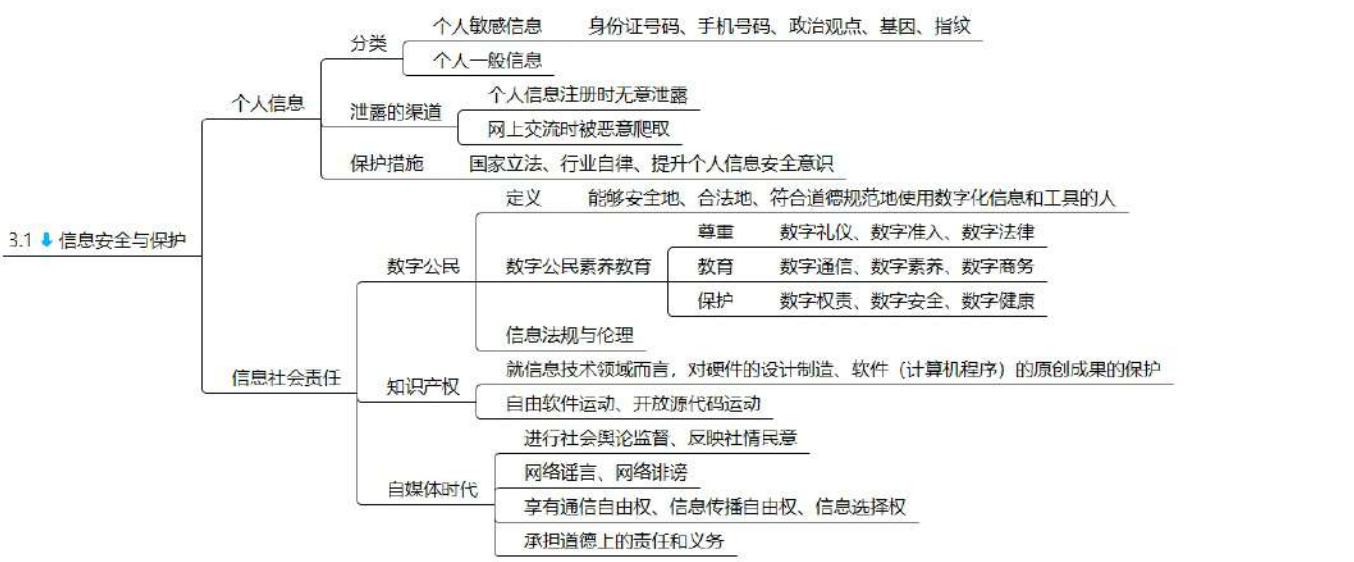 个人敏感信息 身份证号码、手机号码、政治观点、基因、指纹
分类
个人一般信息
个人信息
个人信息注册时无意泄露
泄露的渠道
网上交流时被恶意爬取
保护措施 国家立法、行业自律、提升个人信息安全意识
定义 能够安全地、合法地、符合道德规范地使用数字化信息和工具的人
尊重 数字礼仪、数字准入、数字法律
3.1 信息安全与保护
数字公民
数字公民素养教育
教育 数字通信、数字素养、数字商务
保护 数字权责、数字安全、数字健康
信息法规与伦理
信息社会责任
就信息技术领域而言，对硬件的设计制造、软件（计算机程序）的原创成果的保护
知识产权
自由软件运动、开放源代码运动
进行社会舆论监督、反映社情民意
网络谣言、网络诽谤
自媒体时代
享有通信自由权、信息传播自由权、信息选择权
承担道德上的责任和义务